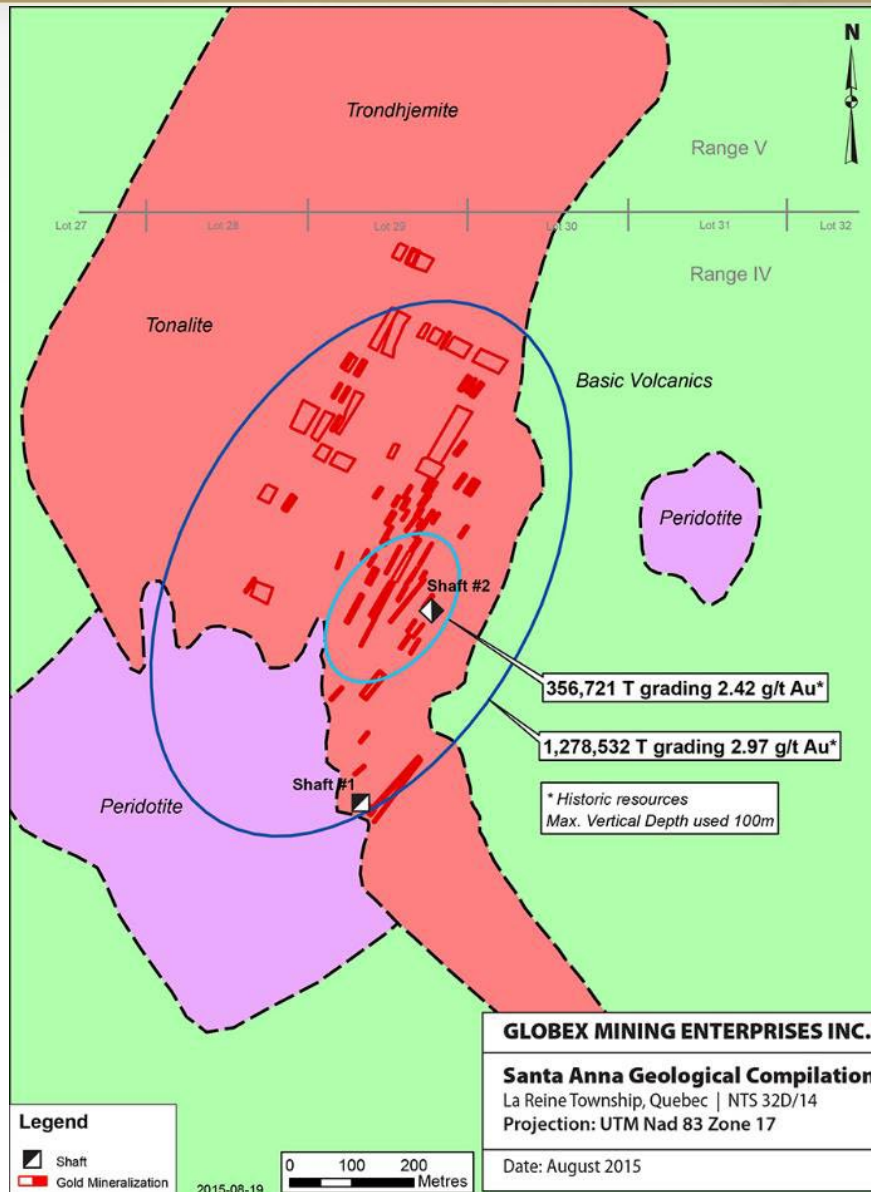 N
Trondhjemite
Range V
Lot 27
Lot 28
Lot 29
Lot 30
Lot 31
Lot 32
Range IV
Tonalite
Basic Volcanics
Peridotite
Shaft #2
356,721 T grading 2.42 g/t Au*
1,278,532 T grading 2.97 g/t Au*
Shaft #1
* Historic resources
Max. Vertical Depth used 100m
Peridotite
GLOBEX MINING ENTERPRISES INC.
Santa Anna Geological Compilation
La Reine Township, Quebec | NTS 32D/14
Projection: UTM Nad 83 Zone 17
Date: August 2015
Legend
Shaft
Gold Mineralization
2015-08-19
0 100 200
Metres